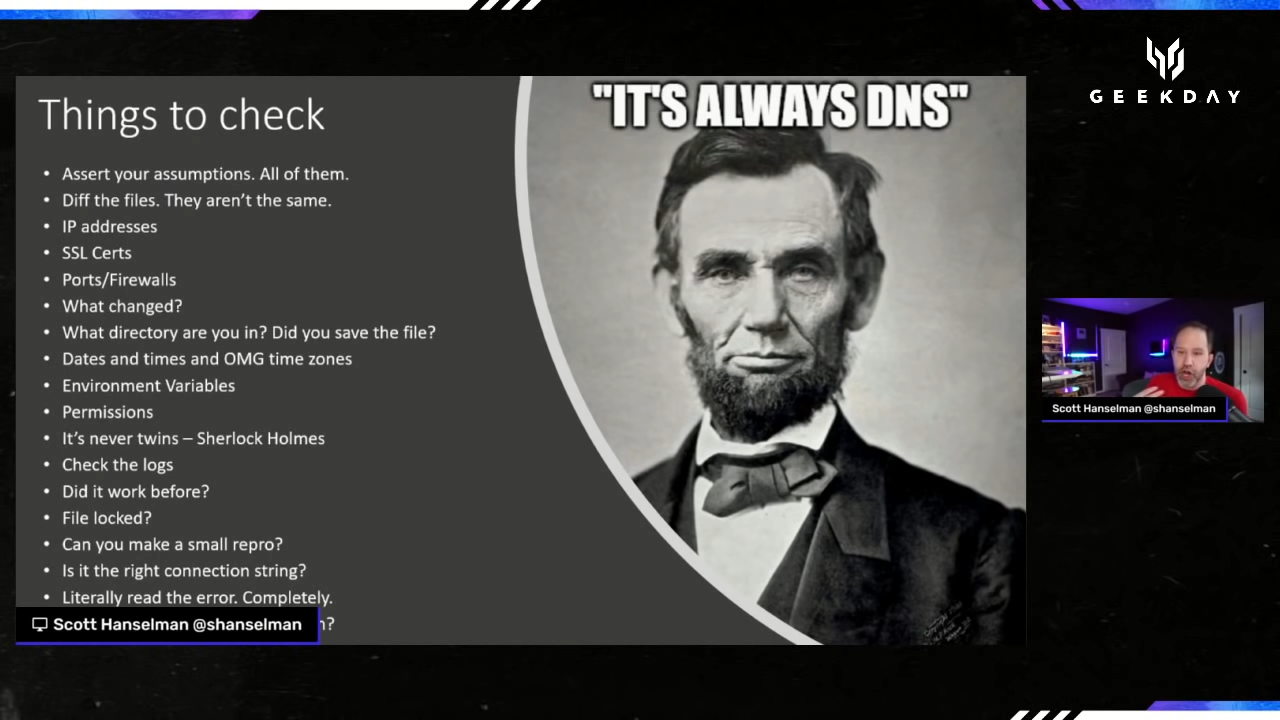 GEEKDAY
Things to check
"IT'S ALWAYS DNS"
• Assert your assumptions. All of them.
• Diff the files. They aren’t the same.
• IP addresses
• SSL Certs
• Ports/Firewalls
• What changed?
• What directory are you in? Did you save the file?
• Dates and times and OMG time zones
• Environment Variables
• Permissions
• It’s never twins – Sherlock Holmes
• Check the logs
• Did it work before?
• File locked?
• Can you make a small repro?
• Is it the right connection string?
• Literally read the error. Completely.
Scott Hanselman @shanselman
Scott Hanselman @shanselman